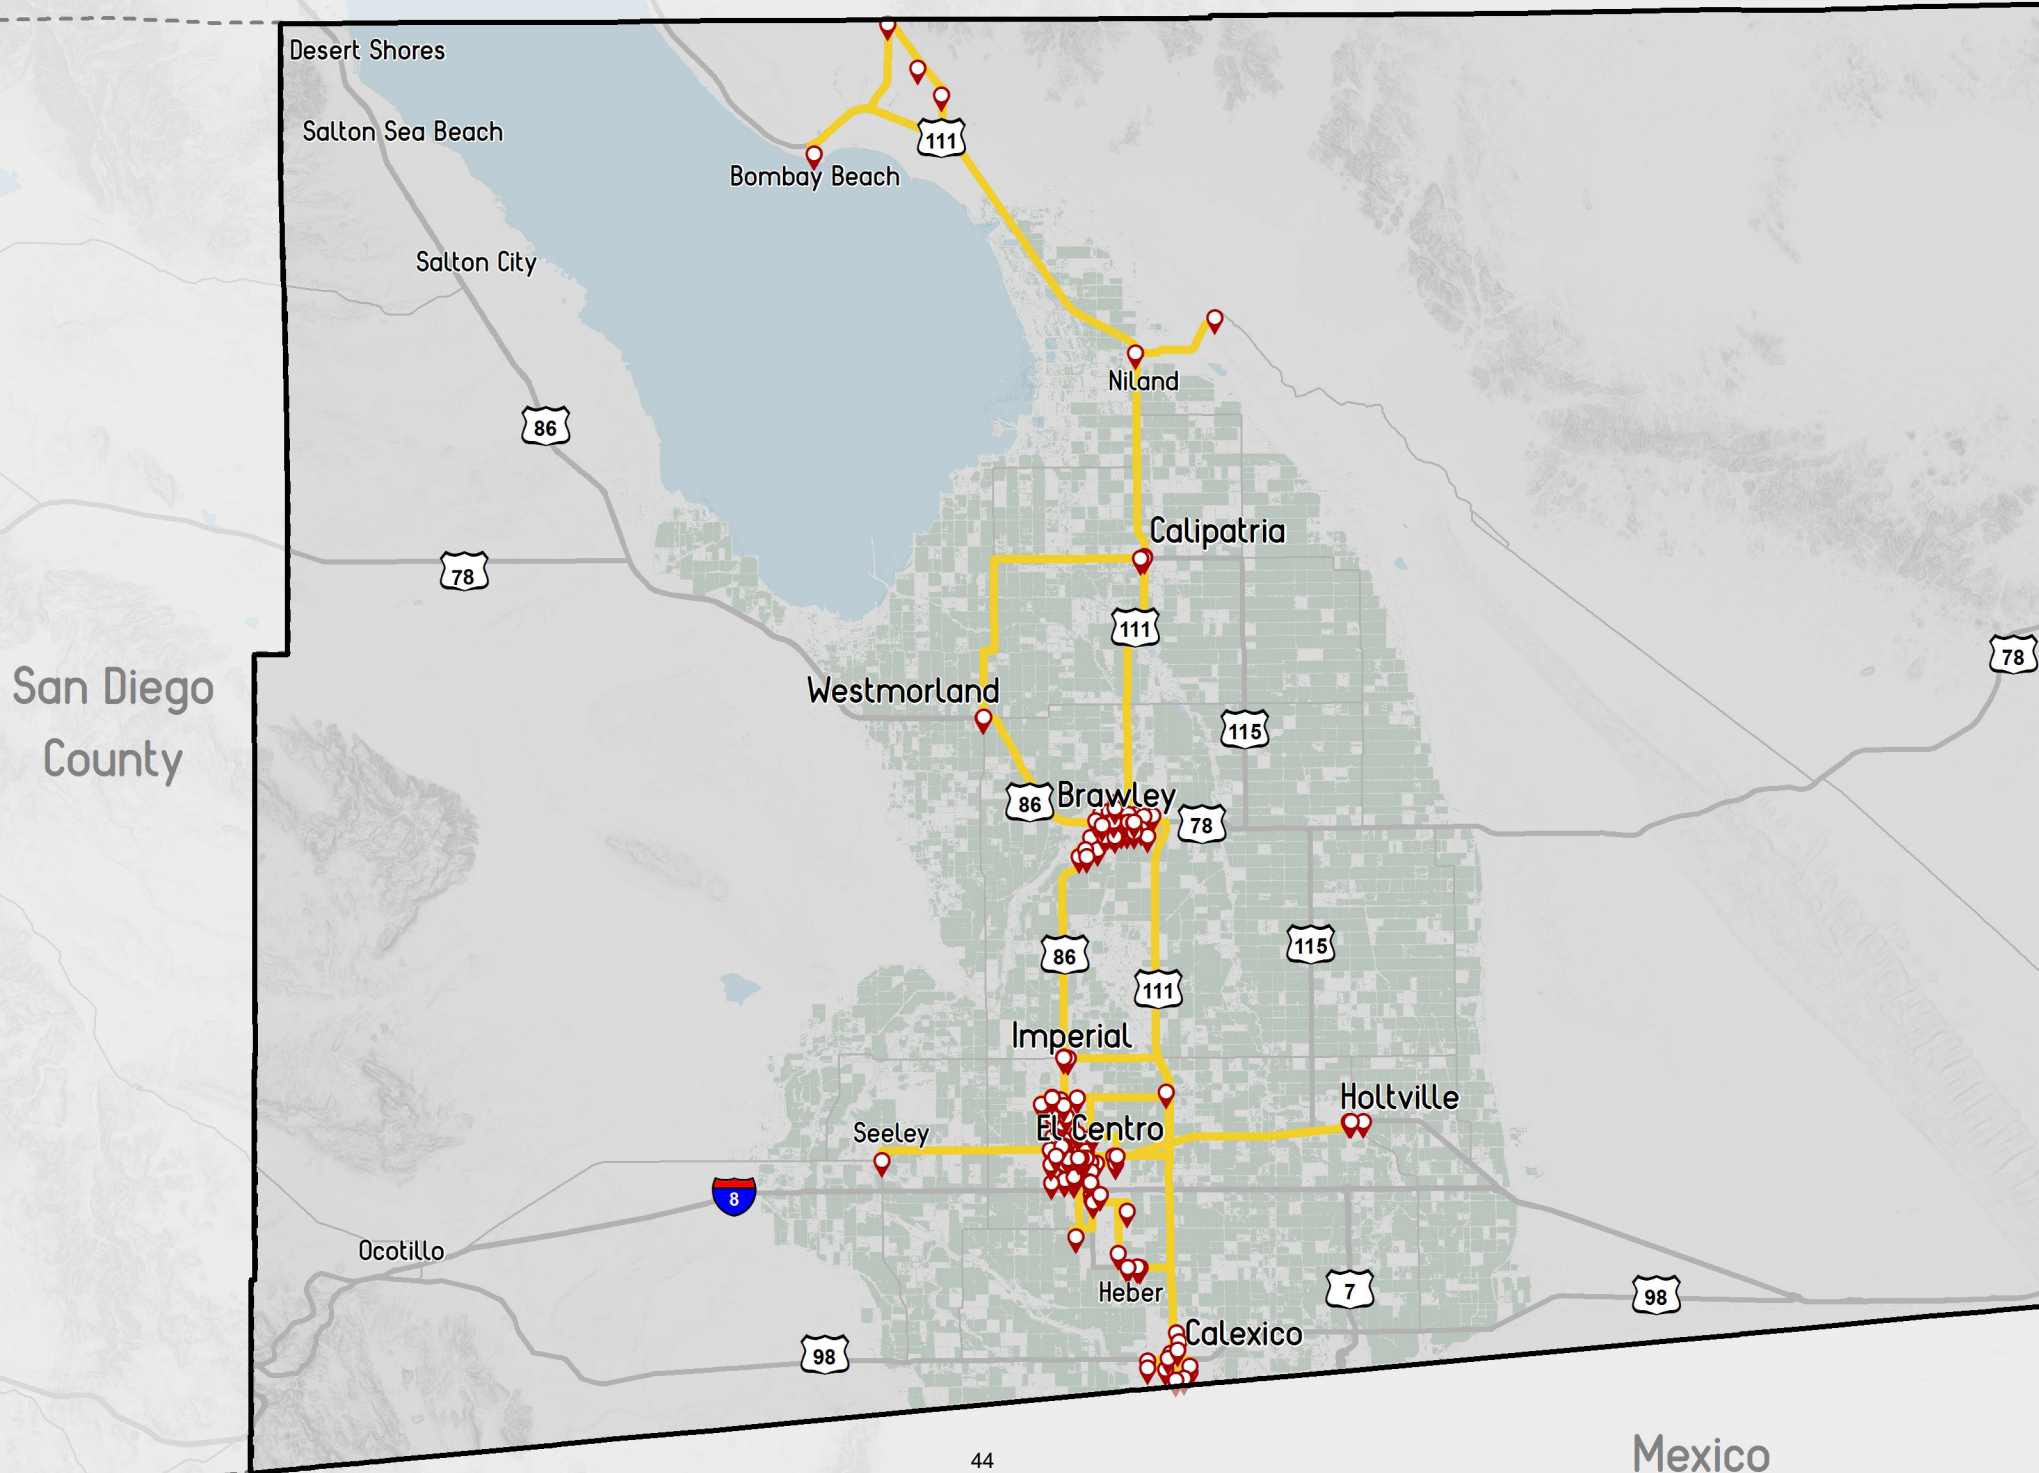 Desert Shores
Salton Sea Beach
111
Bombay Beach
Salton City
Niland
86
Calipatria
78
111
78
San Diego
County
Westmorland
115
86
Brawley
78
115
86
111
Imperial
Holtville
El Centro
Seeley
8
Ocotillo
Heber
7
98
Calexico
98
44
Mexico